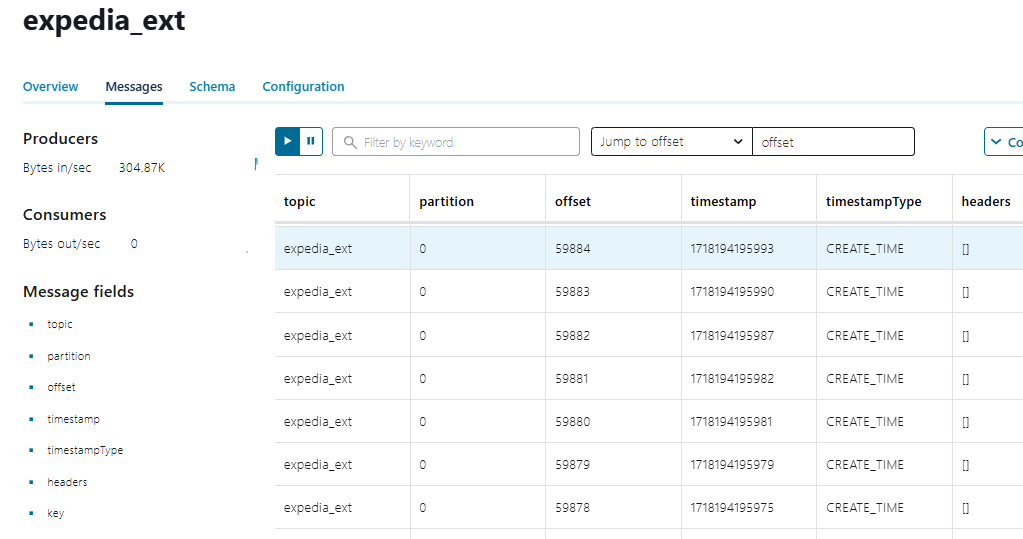 expedia_ext
Overview Messages Schema Configuration
Producers
Bytes in/sec 304.87K
Consumers
Bytes out/sec 0
Message fields
topic
partition
offset
timestamp
timestampType
headers
key
Filter by keyword Jump to offset offset Co
topic partition offset timestamp timestampType headers
expedia_ext 0 59884 1718194195993 CREATE_TIME []
expedia_ext 0 59883 1718194195990 CREATE_TIME []
expedia_ext 0 59882 1718194195987 CREATE_TIME []
expedia_ext 0 59881 1718194195982 CREATE_TIME []
expedia_ext 0 59880 1718194195981 CREATE_TIME []
expedia_ext 0 59879 1718194195979 CREATE_TIME []
expedia_ext 0 59878 1718194195975 CREATE_TIME []